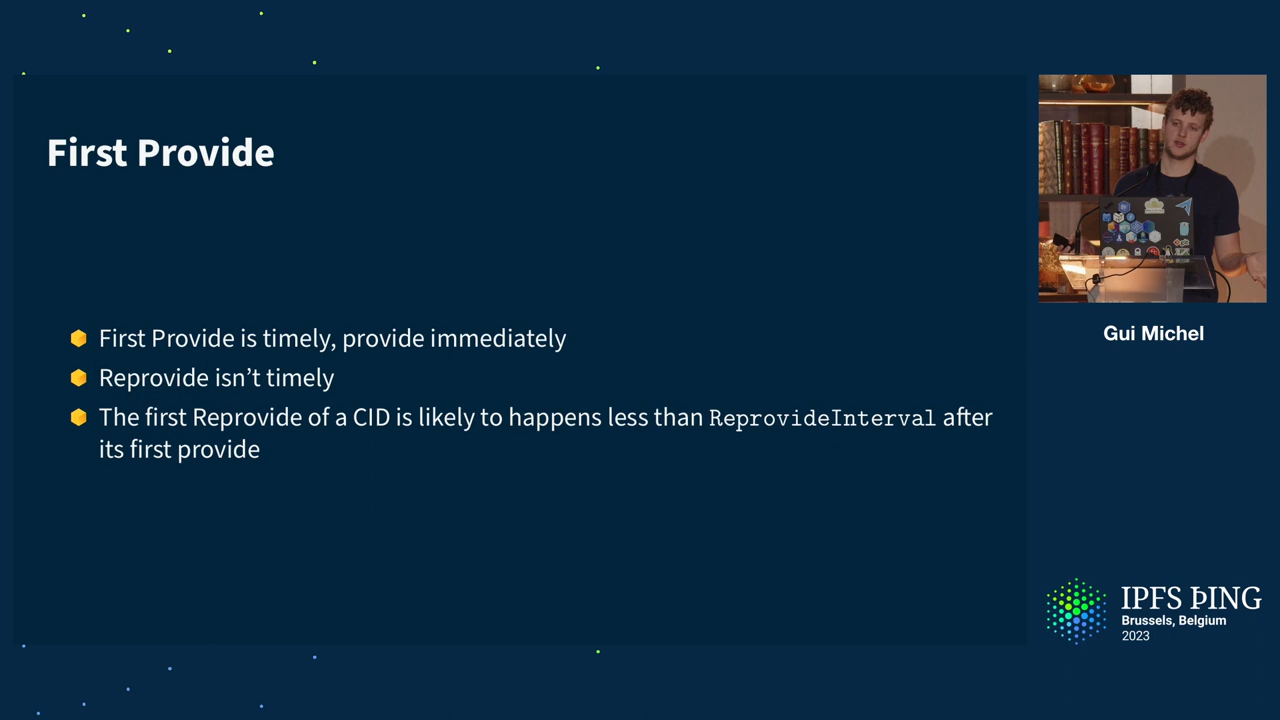 First Provide
First Provide is timely, provide immediately
Reprovide isn't timely
The first Reprovide of a CID is likely to happens less than ReprovideInterval after
its first provide
Gui Michel
IPFS ÞING
Brussels, Belgium
2023